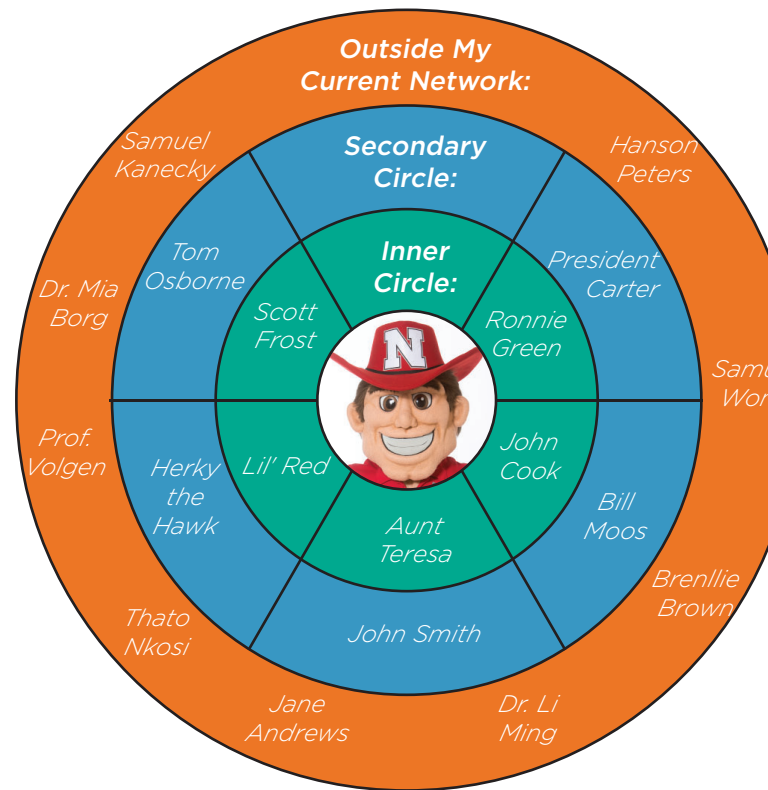 Outside My
Current Network:
Samuel
Kanecky
Hanson
Peters
Secondary
Circle:
Tom
Osborne
President
Carter
Inner
Circle:
Scott
Frost
Ronnie
Green
N
Dr. Mia
Borg
Prof.
Volgen
Herky
the
Hawk
Lil' Red
John
Cook
Bill
Moos
Aunt
Teresa
Brenllie
Brown
Thato
Nkosi
John Smith
Jane
Andrews
Dr. Li
Ming